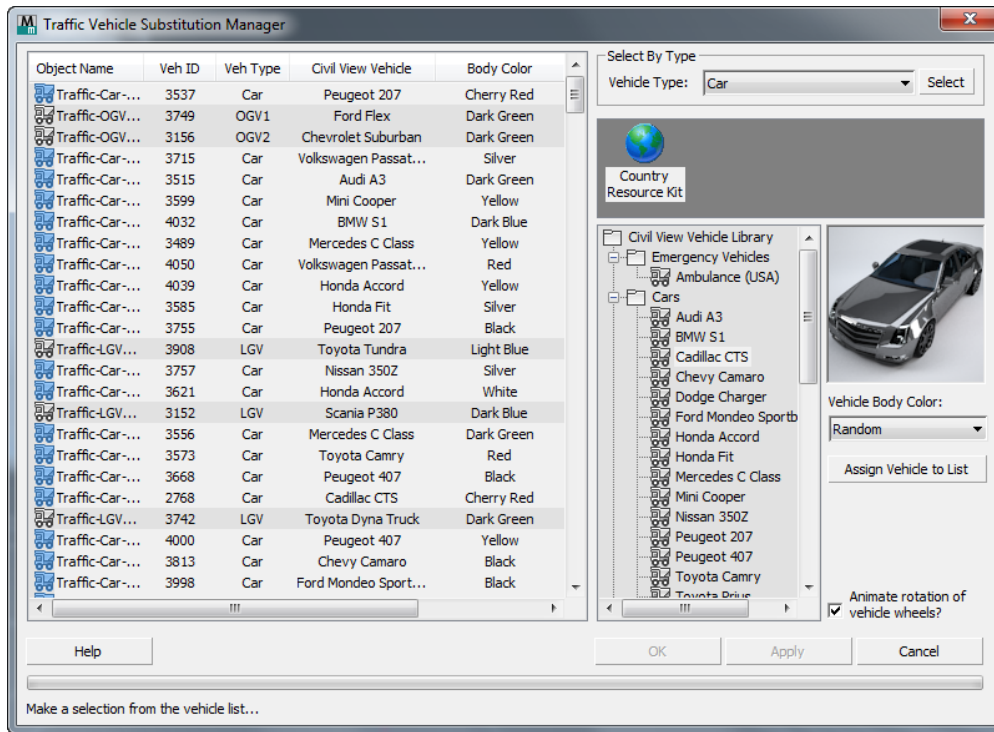 Traffic Vehicle Substitution Manager
Object Name Veh ID Veh Type Civil View Vehicle Body Color
Traffic-Car-... 3537 Car Peugeot 207 Cherry Red
Traffic-OGV... 3749 OGV1 Ford Flex Dark Green
Traffic-OGV... 3156 OGV2 Chevrolet Suburban Dark Green
Traffic-Car-... 3715 Car Volkswagen Passat... Silver
Traffic-Car-... 3515 Car Audi A3 Dark Green
Traffic-Car-... 3599 Car Mini Cooper Yellow
Traffic-Car-... 4032 Car BMW S1 Dark Blue
Traffic-Car-... 3489 Car Mercedes C Class Yellow
Traffic-Car-... 4050 Car Volkswagen Passat... Red
Traffic-Car-... 4039 Car Honda Accord Yellow
Traffic-Car-... 3585 Car Honda Fit Silver
Traffic-Car-... 3755 Car Peugeot 207 Black
Traffic-LGV... 3908 LGV Toyota Tundra Light Blue
Traffic-Car-... 3757 Car Nissan 350Z Silver
Traffic-Car-... 3621 Car Honda Accord White
Traffic-LGV... 3152 LGV Scania P380 Dark Blue
Traffic-Car-... 3556 Car Mercedes C Class Dark Green
Traffic-Car-... 3573 Car Toyota Camry Red
Traffic-Car-... 3668 Car Peugeot 407 Black
Traffic-Car-... 2768 Car Cadillac CTS Cherry Red
Traffic-LGV... 3742 LGV Toyota Dyna Truck Dark Green
Traffic-Car-... 4000 Car Peugeot 407 Yellow
Traffic-Car-... 3813 Car Chevy Camaro Black
Traffic-Car-... 3998 Car Ford Mondeo Sport... Black
Select By Type
Vehicle Type: Car Select
Country
Resource Kit
Civil View Vehicle Library
Emergency Vehicles
Ambulance (USA)
Cars
Audi A3
BMW S1
Cadillac CTS
Chevy Camaro
Dodge Charger
Ford Mondeo Sportb
Honda Accord
Honda Fit
Mercedes C Class
Mini Cooper
Nissan 350Z
Peugeot 207
Peugeot 407
Toyota Camry
Toyota Prius
Vehicle Body Color:
Random
Assign Vehicle to List
Animate rotation of
vehicle wheels?
Help OK Apply Cancel
Make a selection from the vehicle list...